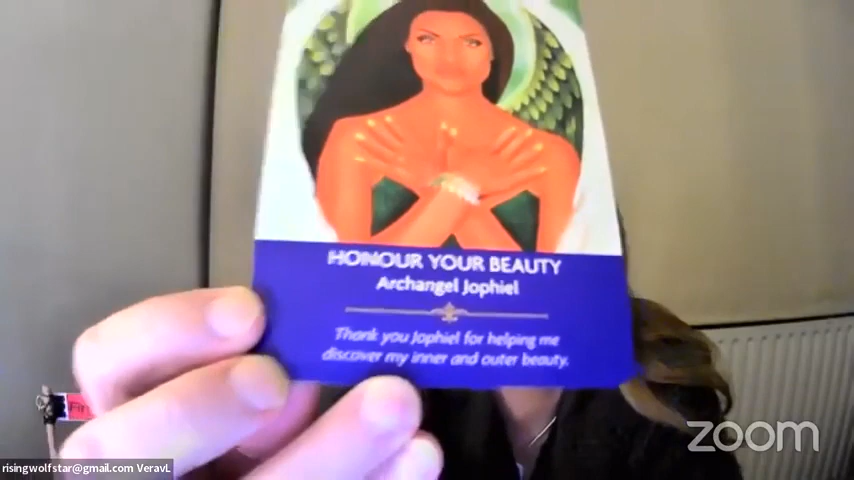 HONOUR YOUR BEAUTY
Archangel Jophiel
Thank you Jophiel for helping me
discover my inner and outer beauty.
Fin
zoom
risingwolfstar@gmail.com VeravL